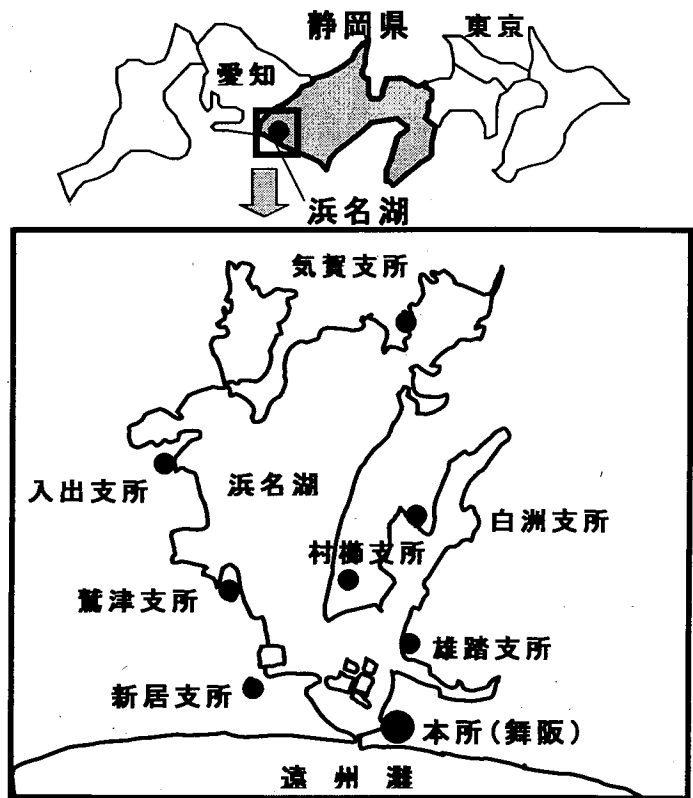 静岡県
東京
愛知
浜名湖
気賀支所
入出支所
浜名湖
白洲支所
村櫛支所
鷲津支所
雄踏支所
新居支所
本所(舞阪)
遠州灘